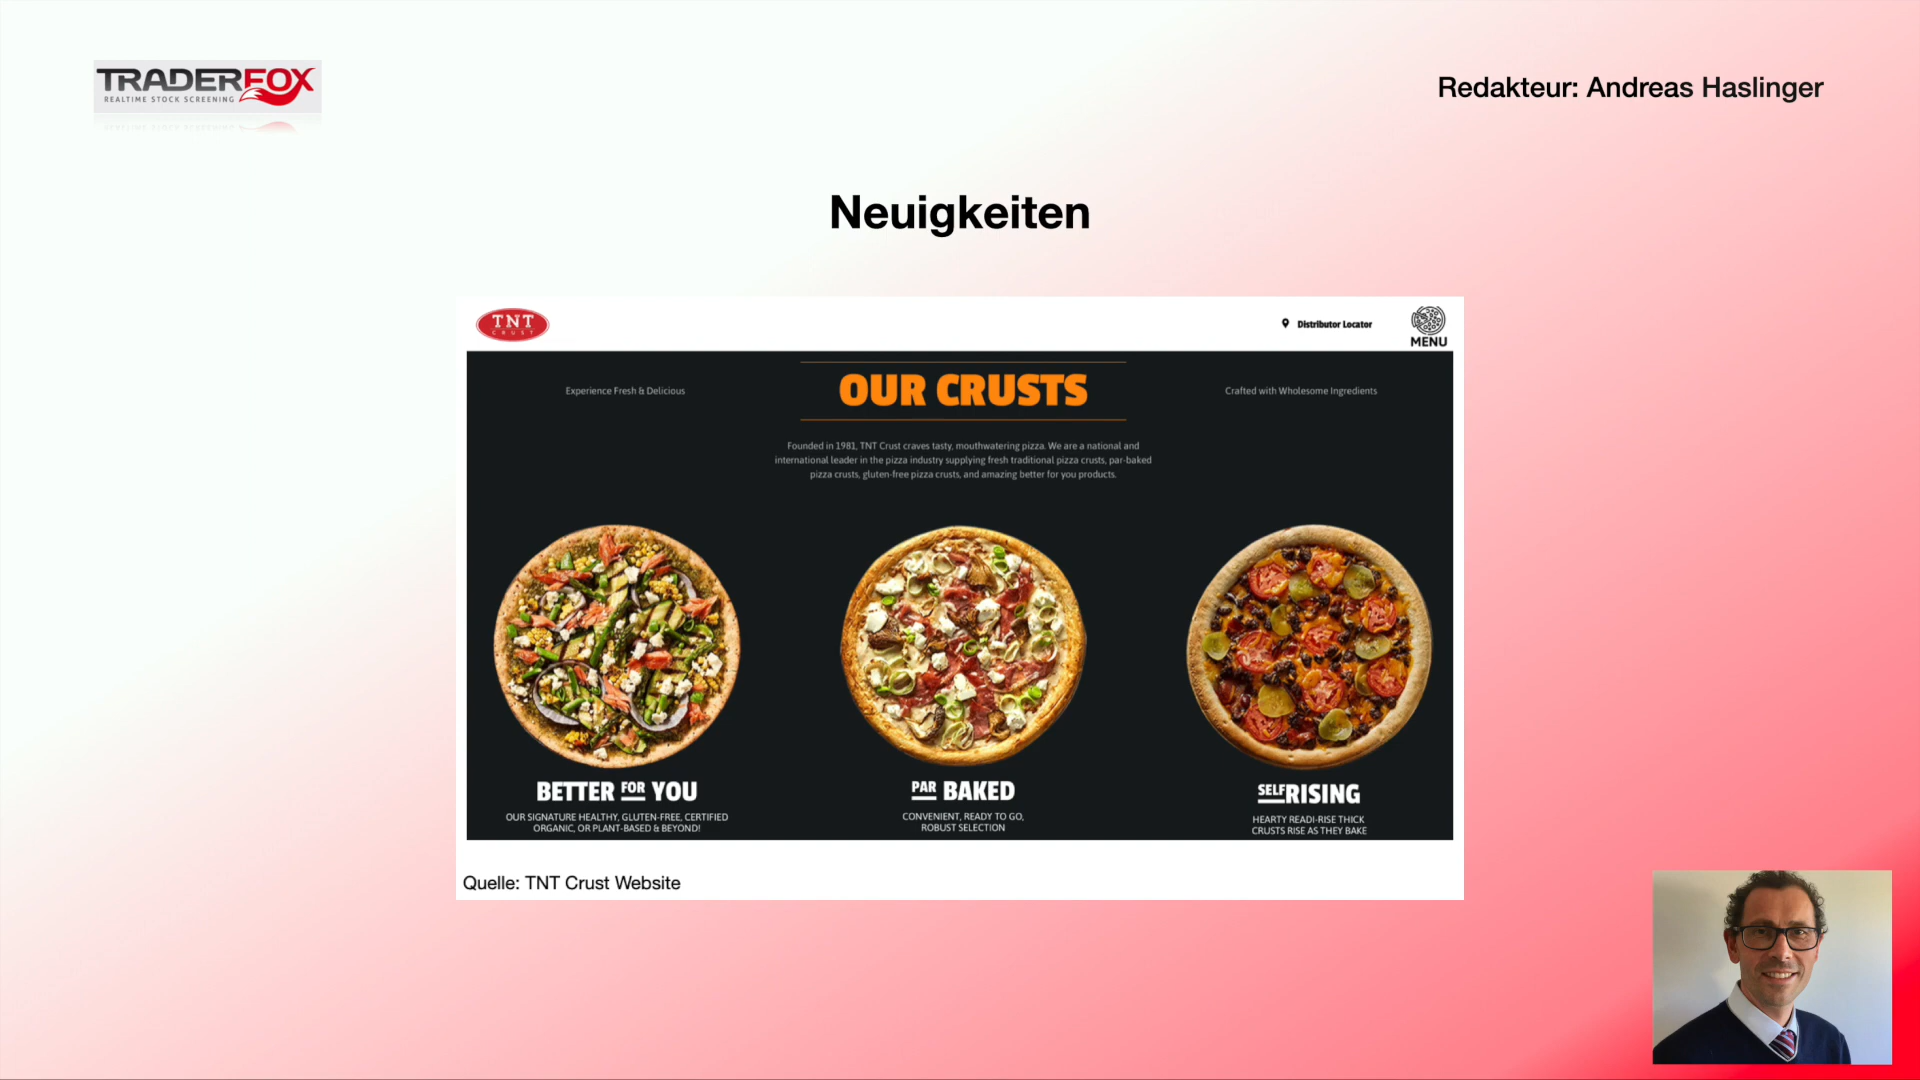 TRADERFOX
REALTIME STOCK SCREENING
Redakteur: Andreas Haslinger
Neuigkeiten
TNT
CRUST
Distributor Locator
MENU
Experience Fresh & Delicious
OUR CRUSTS
Crafted with Wholesome Ingredients
Founded in 1981, TNT Crust craves tasty, mouthwatering pizza. We are a national and
international leader in the pizza industry supplying fresh traditional pizza crusts, par-baked
pizza crusts, gluten-free pizza crusts, and amazing better for you products.
BETTER FOR YOU
OUR SIGNATURE HEALTHY, GLUTEN-FREE, CERTIFIED
ORGANIC, OR PLANT-BASED & BEYOND!
PAR BAKED
CONVENIENT, READY TO GO,
ROBUST SELECTION
SELF RISING
HEARTY READI-RISE THICK
CRUSTS RISE AS THEY BAKE
Quelle: TNT Crust Website